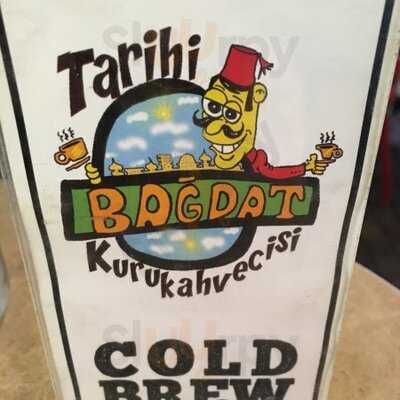 Tarihi
BAĞDAT
Kurukahvecisi
COLD
BREW